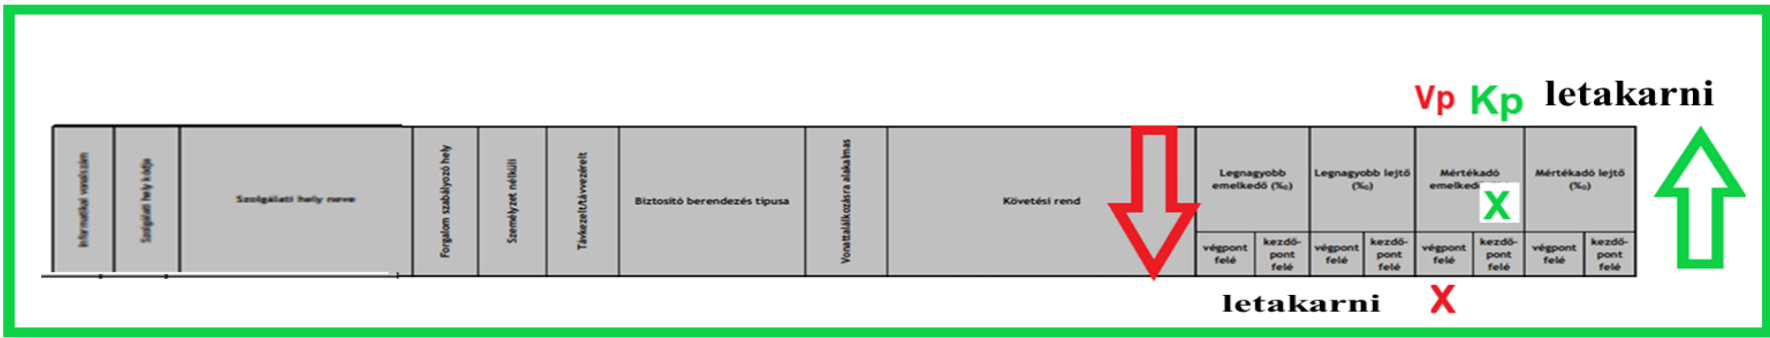 Vp Kp letakarni
Informatikai vonalszám
Szolgálati hely kódja
Szolgálati hely neve
Forgalom szabályozó hely
Személyzet nélküli
Távkezelt/távvezérelt
Biztosító berendezés típusa
Vonattalálkozásra alakalmas
Követési rend
Legnagyobb
emelkedő (‰)
Legnagyobb lejtő
(‰)
Mértékadó
X
Mértékadó lejtő
(‰)
végpont
felé
kezdő-
pont
felé
végpont
felé
kezdő-
pont
felé
végpont
felé
kezdő-
pont
felé
végpont
felé
kezdő-
pont
felé
letakarni X